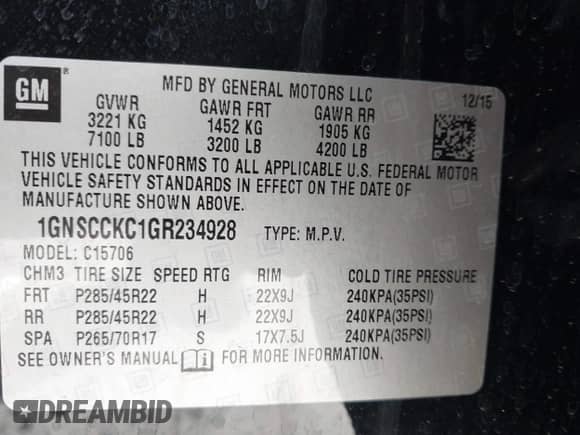 GM ®
MFD BY GENERAL MOTORS LLC
GVWR GAWR FRT GAWR RR 12/15
3221 KG 1452 KG 1905 KG
7100 LB 3200 LB 4200 LB
THIS VEHICLE CONFORMS TO ALL APPLICABLE U.S. FEDERAL MOTOR
VEHICLE SAFETY STANDARDS IN EFFECT ON THE DATE OF
MANUFACTURE SHOWN ABOVE.
1GNSCCKC1GR234928 TYPE: M.P.V.
MODEL: C15706
CHM3 TIRE SIZE SPEED RTG RIM COLD TIRE PRESSURE
FRT P285/45R22 H 22X9J 240KPA(35PSI)
RR P285/45R22 H 22X9J 240KPA(35PSI)
SPA P265/70R17 S 17X7.5J 240KPA(35PSI)
SEE OWNER'S MANUAL FOR MORE INFORMATION.
DREAMBID